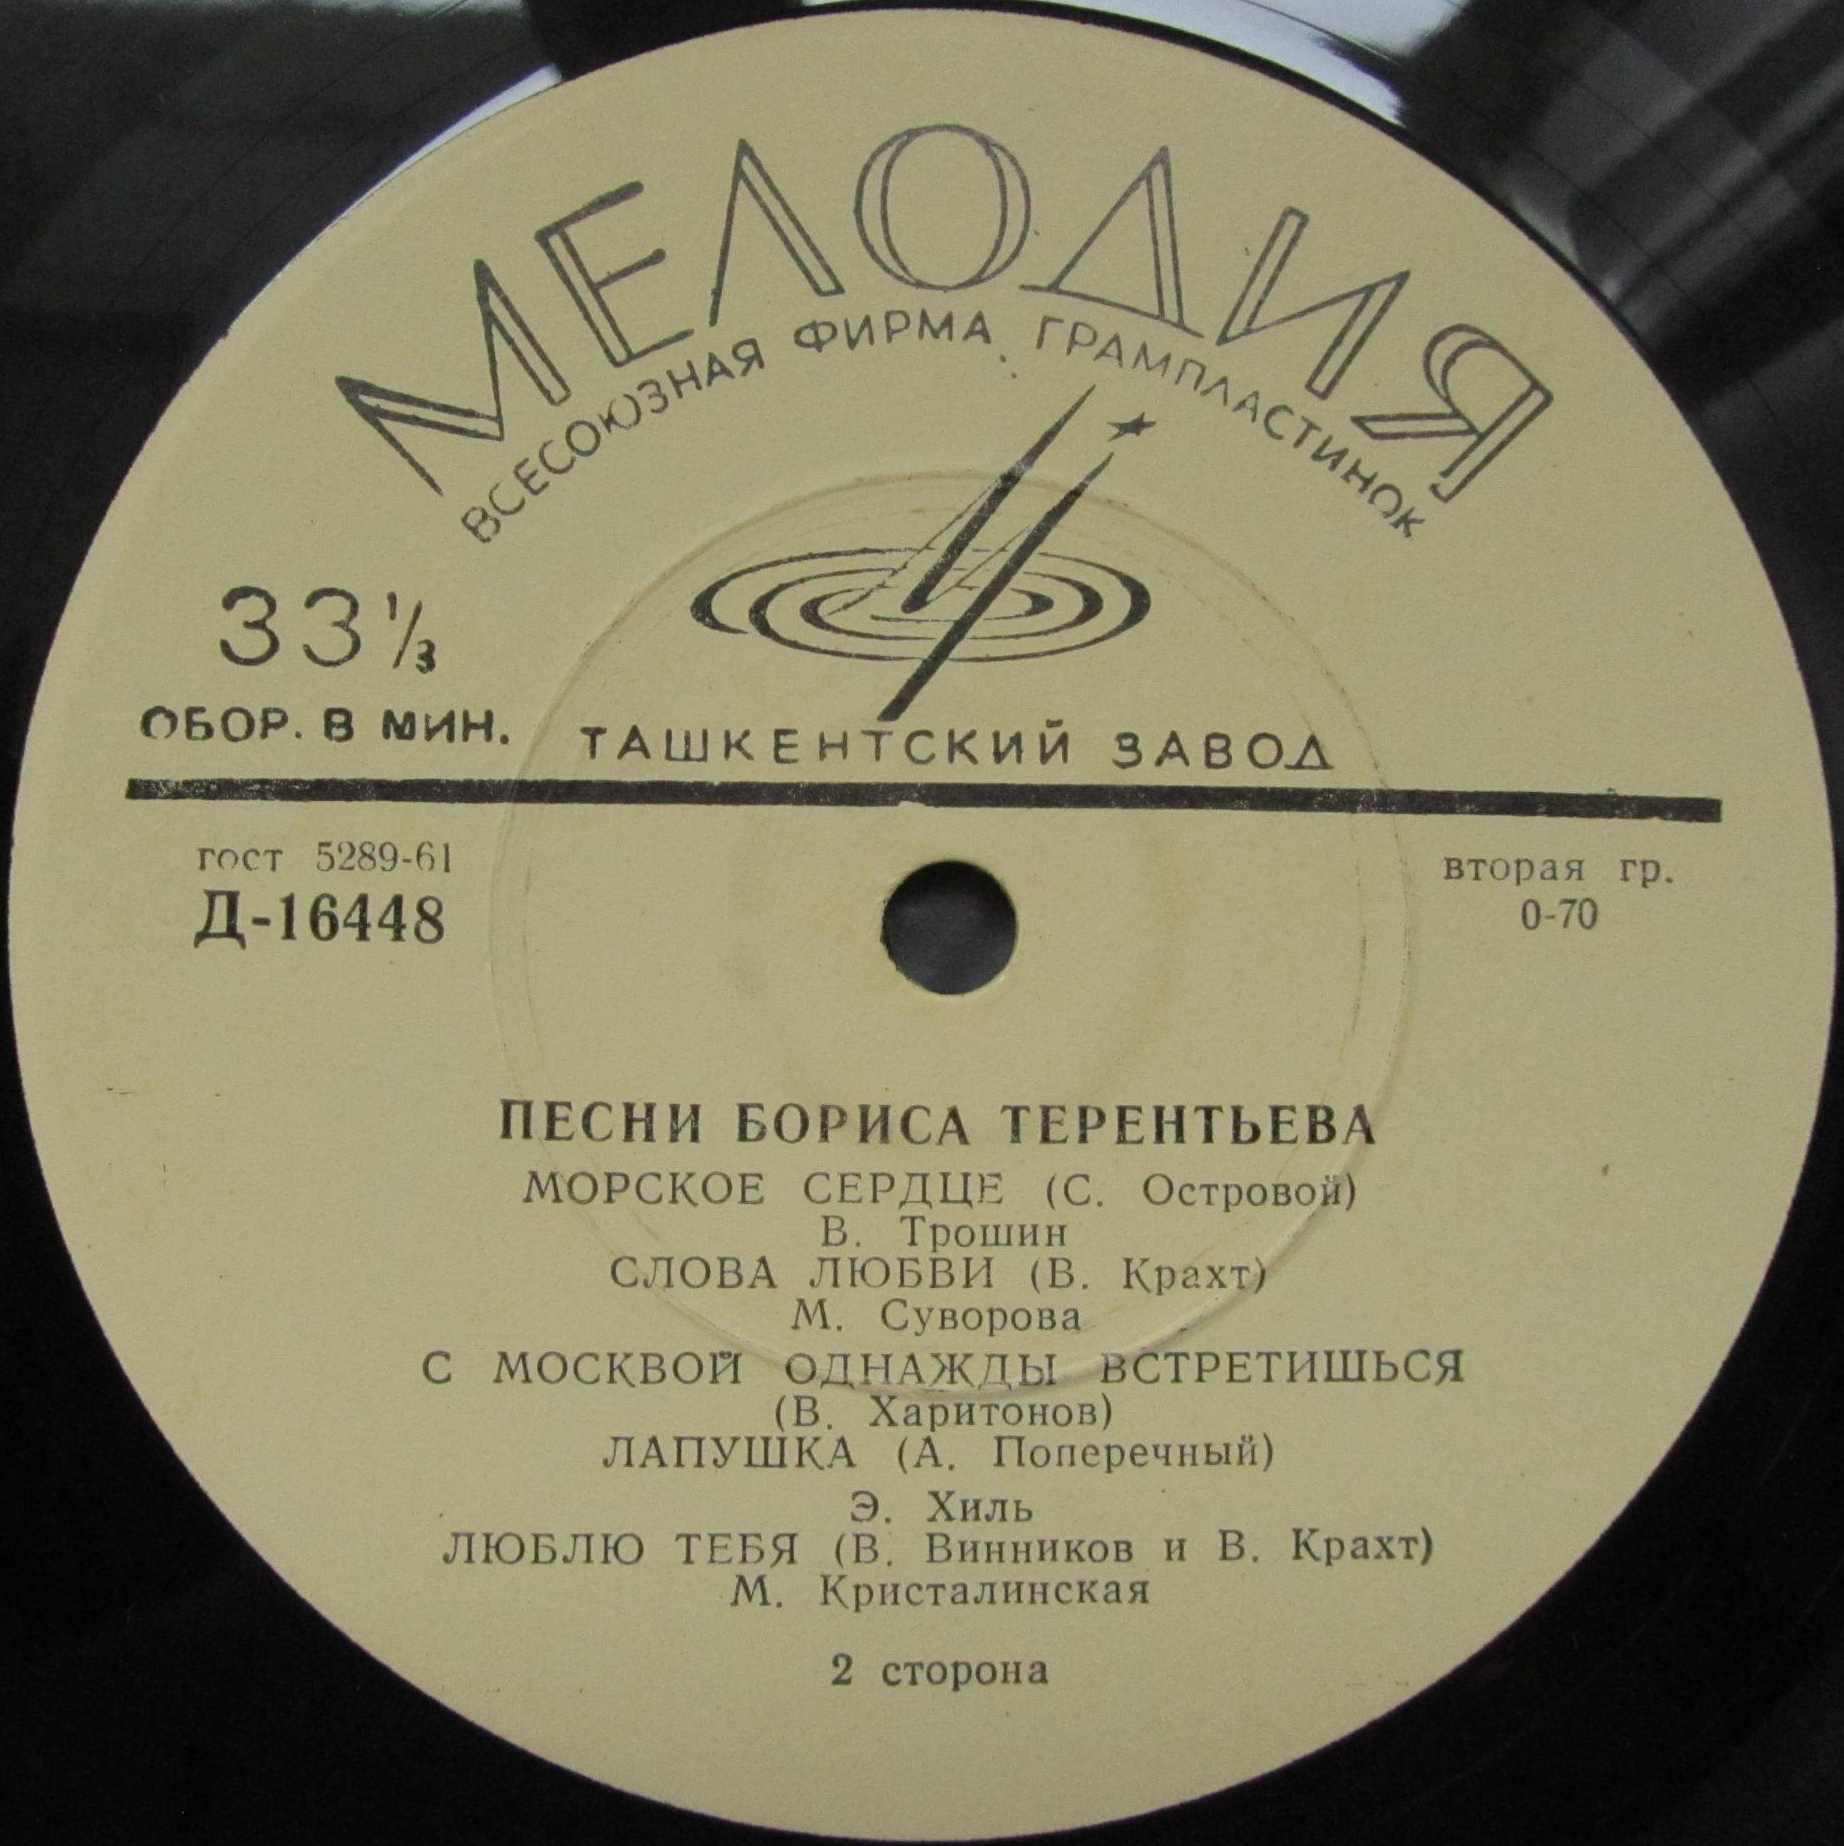 МЕЛОДИЯ
ВСЕСОЮЗНАЯ ФИРМА ГРАМПЛАСТИНОК
33 1/3
ОБОР. В МИН.
ТАШКЕНТСКИЙ ЗАВОД
гост 5289-61
Д-16448
вторая гр.
0-70
ПЕСНИ БОРИСА ТЕРЕНТЬЕВА
МОРСКОЕ СЕРДЦЕ (С. Островой)
В. Трошин
СЛОВА ЛЮБВИ (В. Крахт)
М. Суворова
С МОСКВОЙ ОДНАЖДЫ ВСТРЕТИШЬСЯ
(В. Харитонов)
ЛАПУШКА (А. Поперечный)
Э. Хиль
ЛЮБЛЮ ТЕБЯ (В. Винников и В. Крахт)
М. Кристалинская
2 сторона